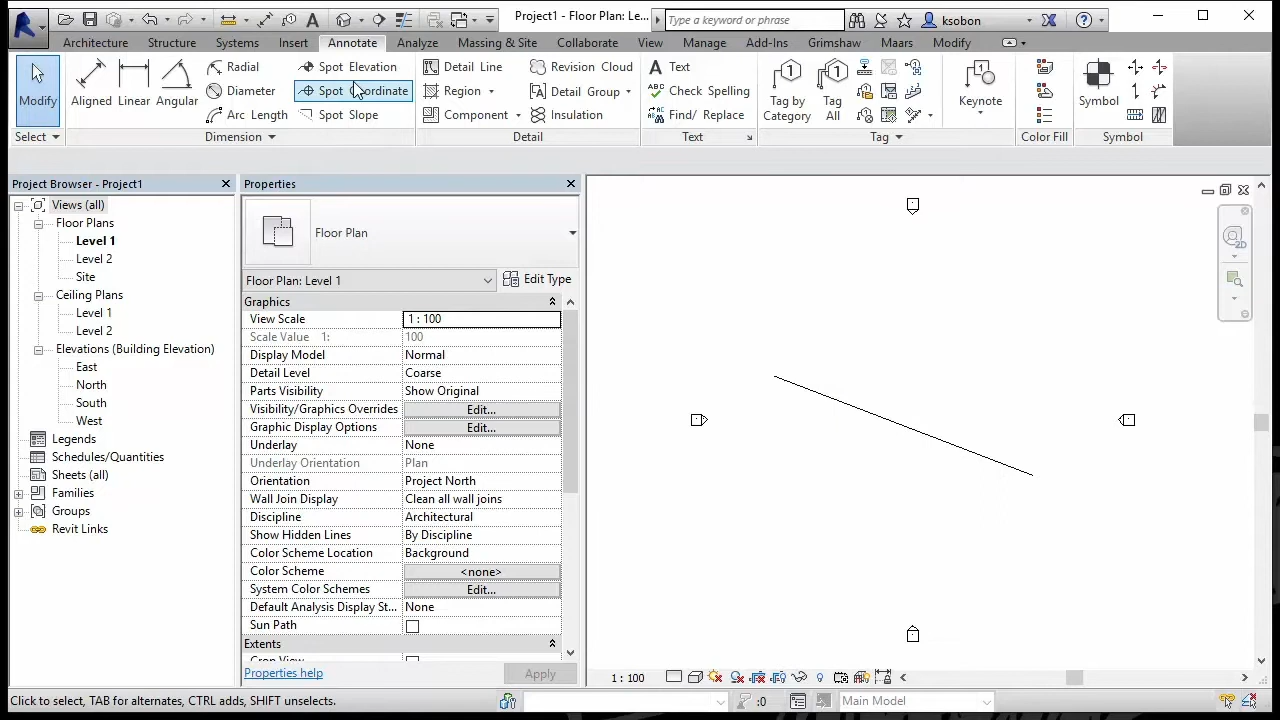 Project1 - Floor Plan: Le...
Type a keyword or phrase
ksobon
Architecture Structure Systems Insert Annotate Analyze Massing & Site Collaborate View Manage Add-Ins Grimshaw Maars Modify
Modify
Select
Aligned Linear Angular
Radial
Diameter
Arc Length
Spot Elevation
Spot Coordinate
Spot Slope
Dimension
Detail Line
Region
Component
Revision Cloud
Detail Group
Insulation
Detail
Text
Check Spelling
Find/ Replace
Text
Tag by Category
Tag All
Keynote
Tag
Color Fill
Symbol
Symbol
Project Browser - Project1
Views (all)
Floor Plans
Level 1
Level 2
Site
Ceiling Plans
Level 1
Level 2
Elevations (Building Elevation)
East
North
South
West
Legends
Schedules/Quantities
Sheets (all)
Families
Groups
Revit Links
Properties
Floor Plan
Floor Plan: Level 1 Edit Type
Graphics
View Scale 1 : 100
Scale Value 1: 100
Display Model Normal
Detail Level Coarse
Parts Visibility Show Original
Visibility/Graphics Overrides Edit...
Graphic Display Options Edit...
Underlay None
Underlay Orientation Plan
Orientation Project North
Wall Join Display Clean all wall joins
Discipline Architectural
Show Hidden Lines By Discipline
Color Scheme Location Background
Color Scheme <none>
System Color Schemes Edit...
Default Analysis Display St... None
Sun Path
Extents
Crop View
Properties help Apply
2D
1 : 100
Click to select, TAB for alternates, CTRL adds, SHIFT unselects.
:0
Main Model